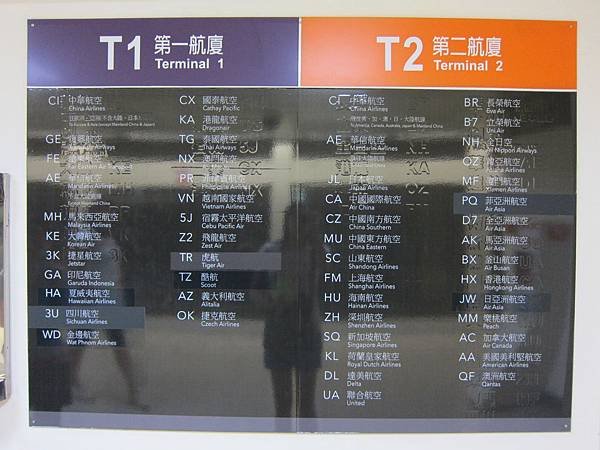 T1 第一航廈
Terminal 1
CI 中華航空
China Airlines
GE
FE
AE 華信航空
Mandarin Airlines
MH 馬來西亞航空
Malaysia Airlines
KE 大韓航空
Korean Air
3K 捷星航空
Jetstar
GA 印尼航空
Garuda Indonesia
HA 夏威夷航空
Hawaiian Airlines
3U 四川航空
Sichuan Airlines
WD 金邊航空
Wat Phnom Airlines
CX 國泰航空
Cathay Pacific
KA 港龍航空
Dragonair
TG 泰國航空
Thai Airways
NX 澳門航空
PR 菲律賓航空
Philippine Airlines
VN 越南國家航空
Vietnam Airlines
5J 宿霧太平洋航空
Cebu Pacific Air
Z2 飛龍航空
Zest Air
TR 虎航
Tiger Air
TZ 酷航
Scoot
AZ 義大利航空
Alitalia
OK 捷克航空
Czech Airlines
T2 第二航廈
Terminal 2
CI 中華航空
China Airlines
AE 華信航空
Mandarin Airlines
JL 日本航空
Japan Airlines
CA 中國國際航空
Air China
CZ 中國南方航空
China Southern
MU 中國東方航空
China Eastern
SC 山東航空
Shandong Airlines
FM 上海航空
Shanghai Airlines
HU 海南航空
Hainan Airlines
ZH 深圳航空
Shenzhen Airlines
SQ 新加坡航空
Singapore Airlines
KL 荷蘭皇家航空
Royal Dutch Airlines
DL 達美航空
Delta
UA 聯合航空
United
BR 長榮航空
Eva Air
B7 立榮航空
Uni Air
NH 全日空
All Nippon Airways
OZ 韓亞航空
Asiana Airlines
MF 廈門航空
Xiamen Airlines
PQ 菲亞洲航空
Air Asia
D7 全亞洲航空
Air Asia
AK 馬亞洲航空
Air Asia
BX 釜山航空
Air Busan
HX 香港航空
Hong Kong Airlines
JW 日亞洲航空
Air Asia
MM 樂桃航空
Peach
AC 加拿大航空
Air Canada
AA 美國美利堅航空
American Airlines
QF 澳洲航空
Qantas